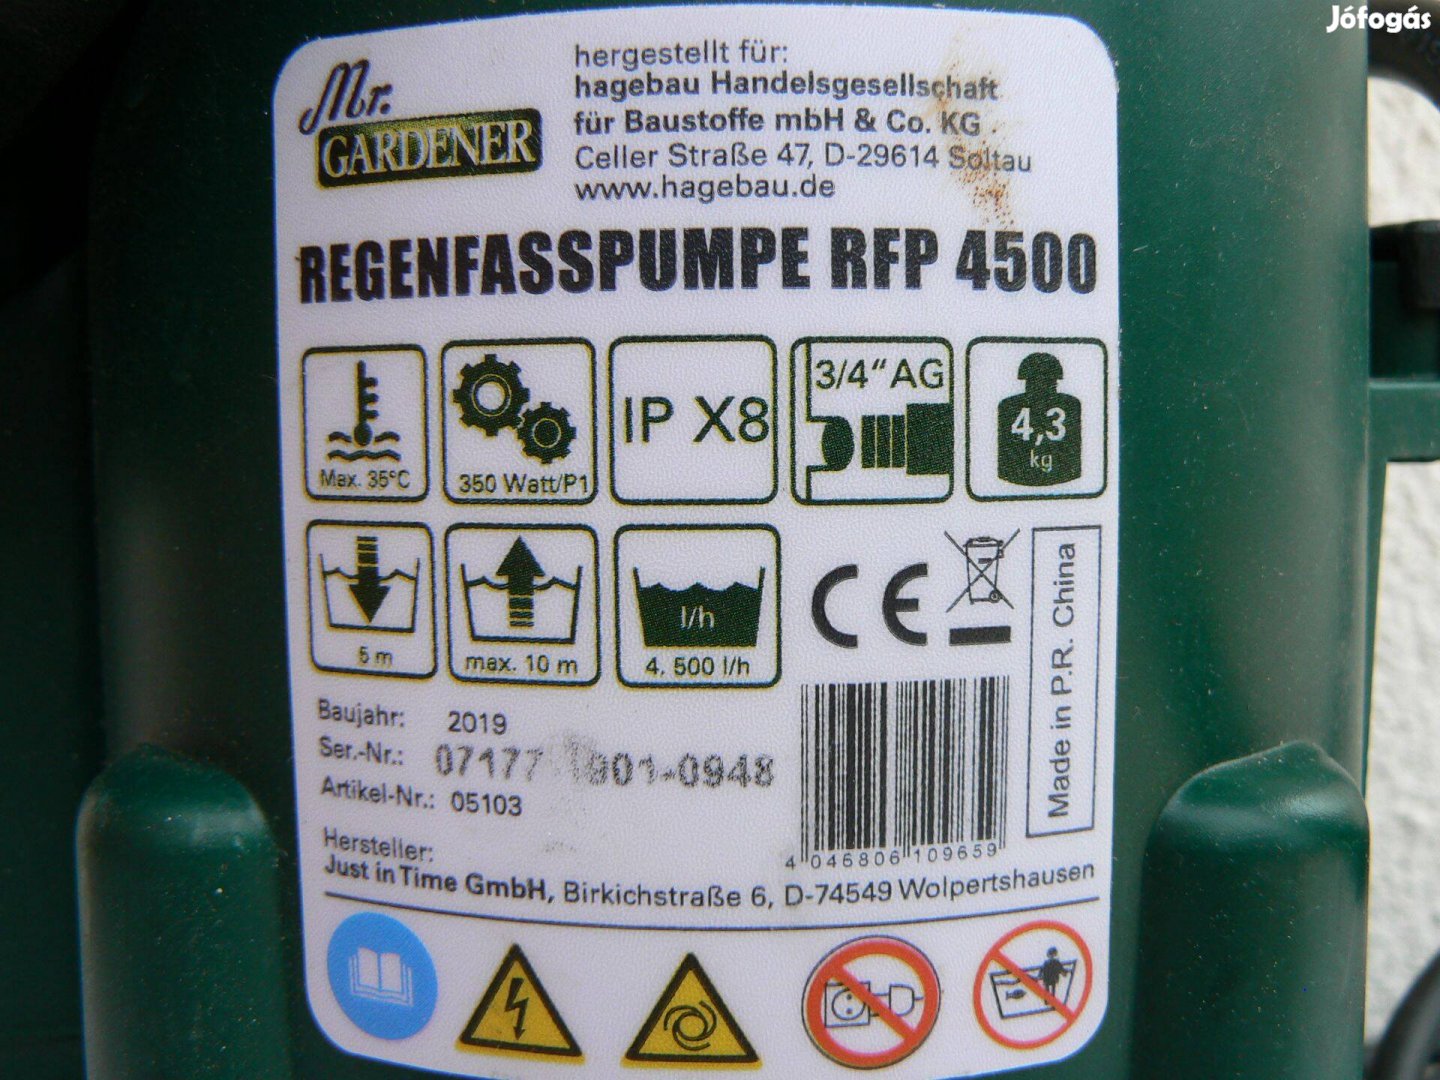 Jófogás
Mr.
GARDENER
hergestellt für:
hagebau Handelsgesellschaft
für Baustoffe mbH & Co. KG
Celler Straße 47, D-29614 Soltau
www.hagebau.de
REGENFASSPUMPE RFP 4500
Max. 35°C
350 Watt/P1
IP X8
3/4“AG
4,3
kg
5 m
max. 10 m
l/h
4. 500 l/h
CE
Made in P.R. China
Baujahr: 2019
Ser.-Nr.: 07177 901-0948
Artikel-Nr.: 05103
4 046806 109659
Hersteller:
Just in Time GmbH, Birkichstraße 6, D-74549 Wolpertshausen